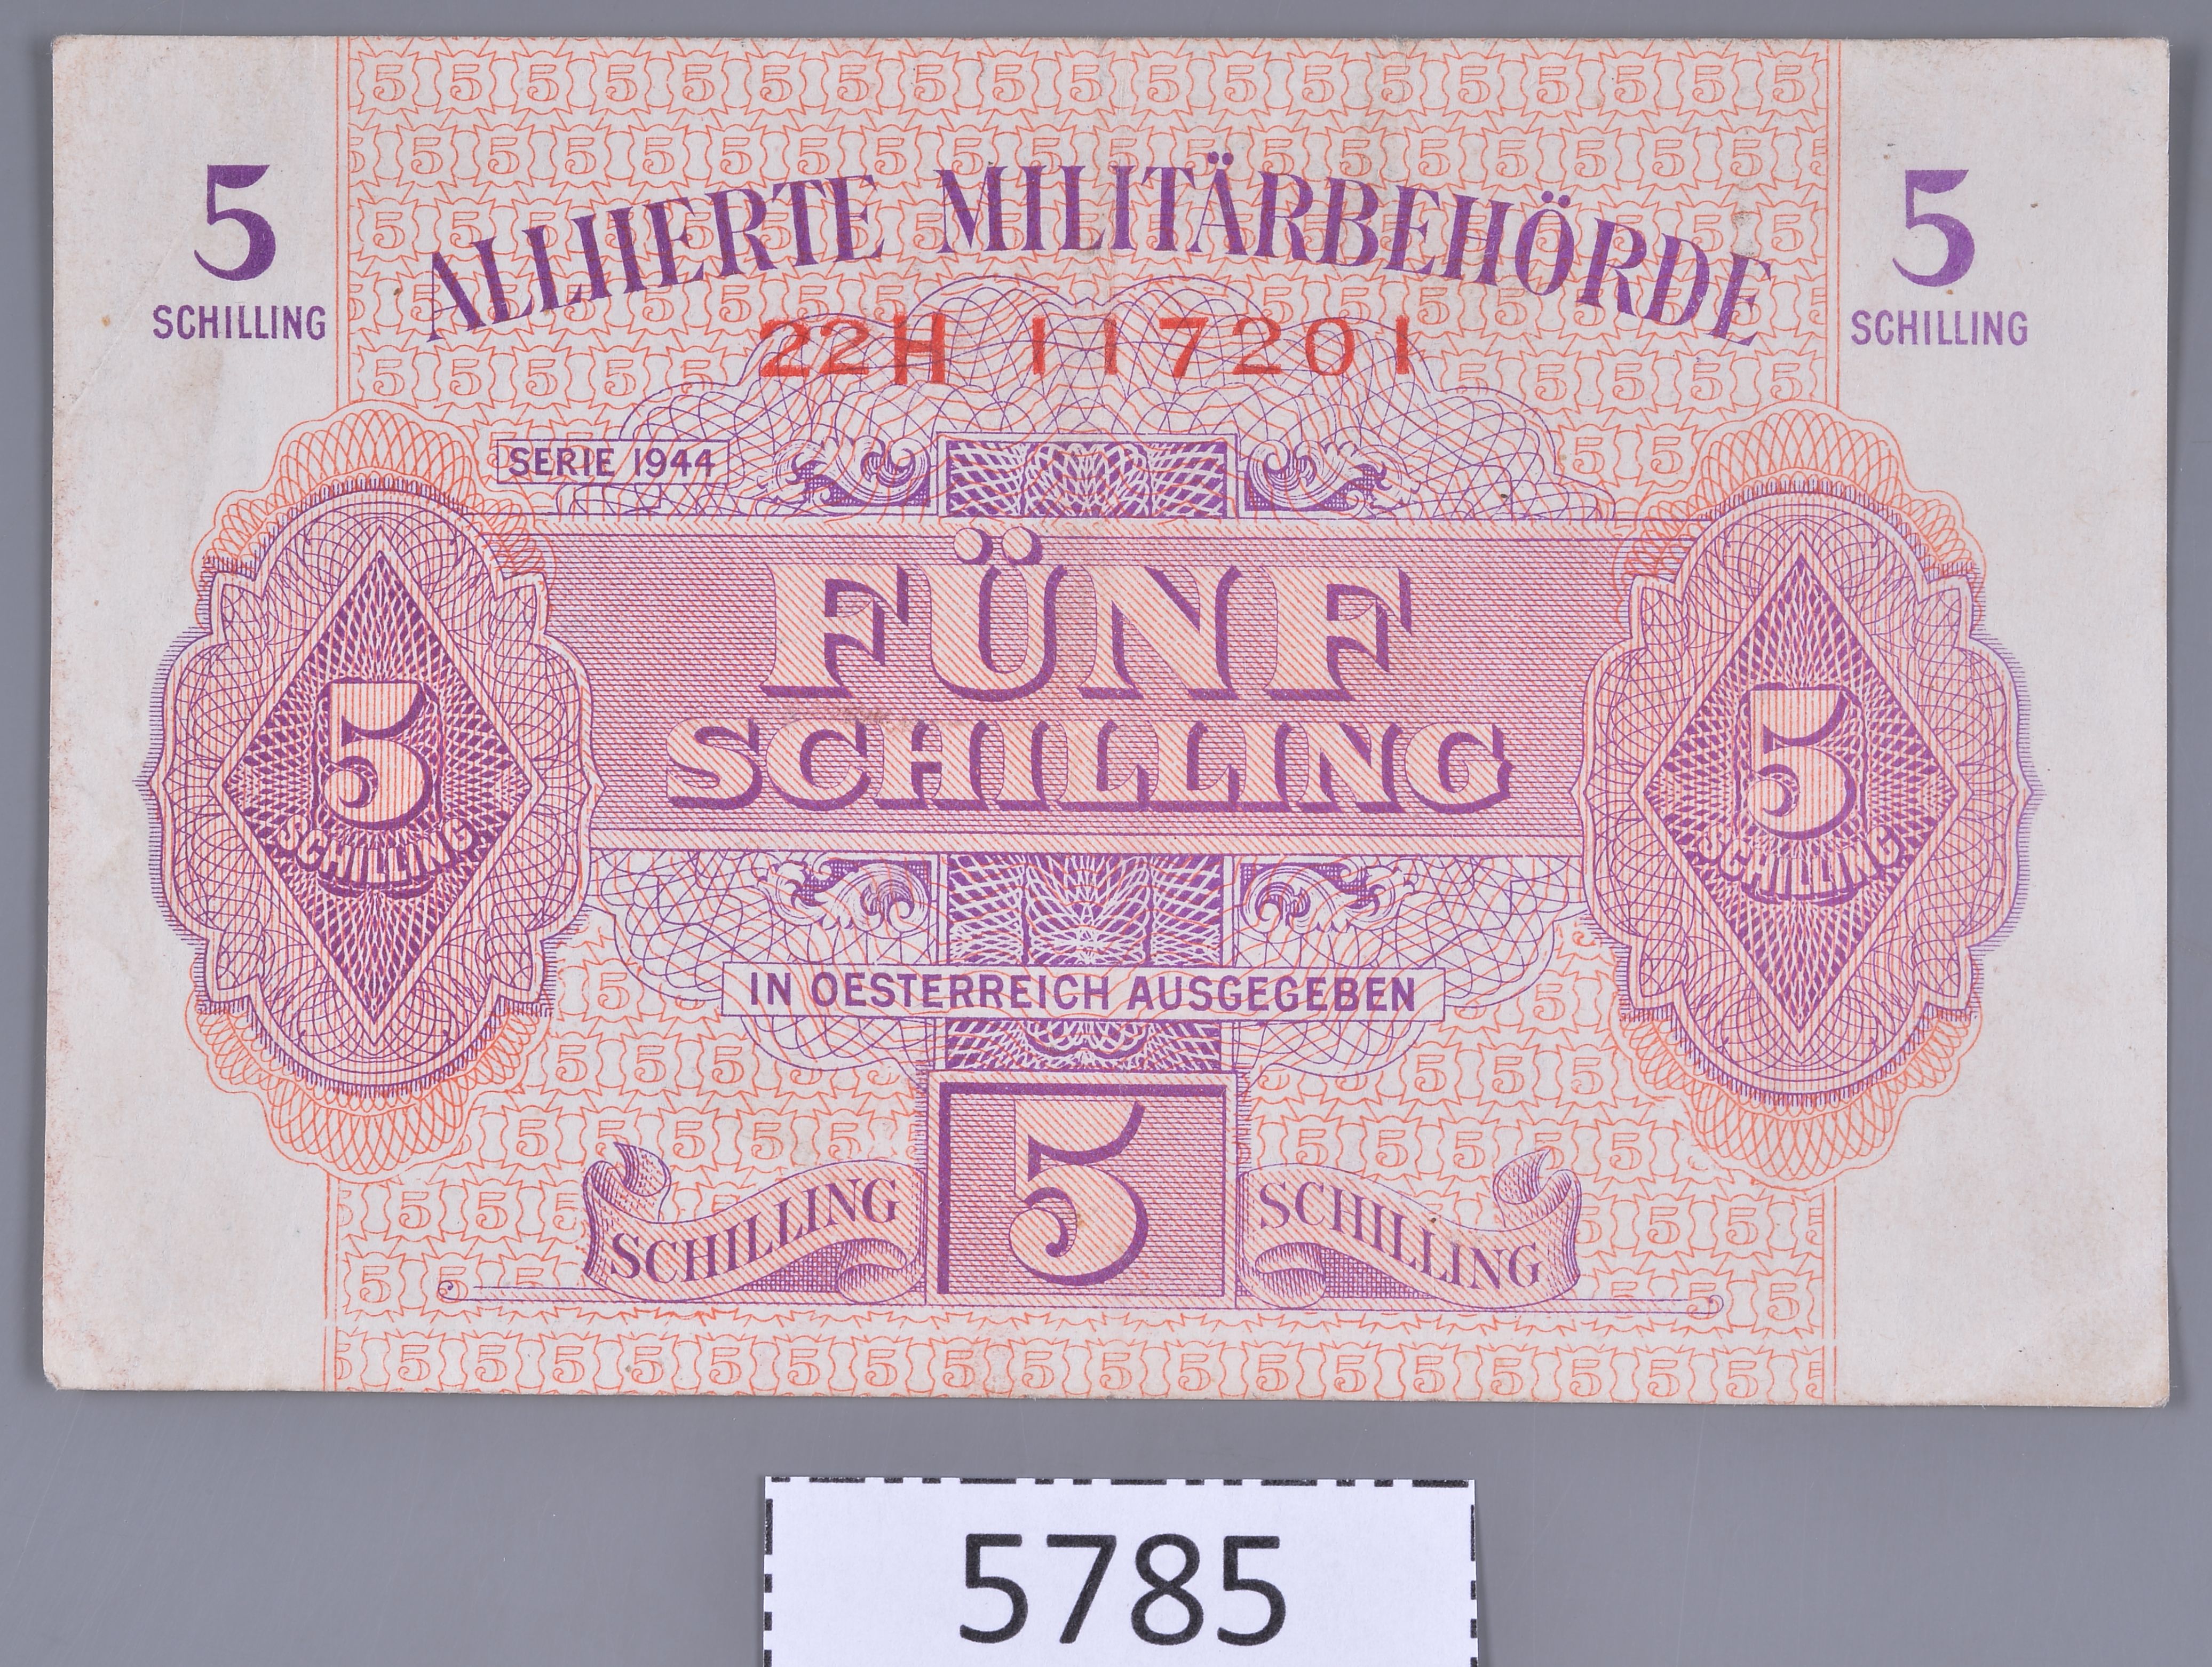 ALLIIERTE MILITÄRBEHÖRDE
5
SCHILLING
5
SCHILLING
22H 117201
SERIE 1944
FÜNF
SCHILLING
5
SCHILLING
5
SCHILLING
IN OESTERREICH AUSGEGEBEN
SCHILLING 5 SCHILLING
5785